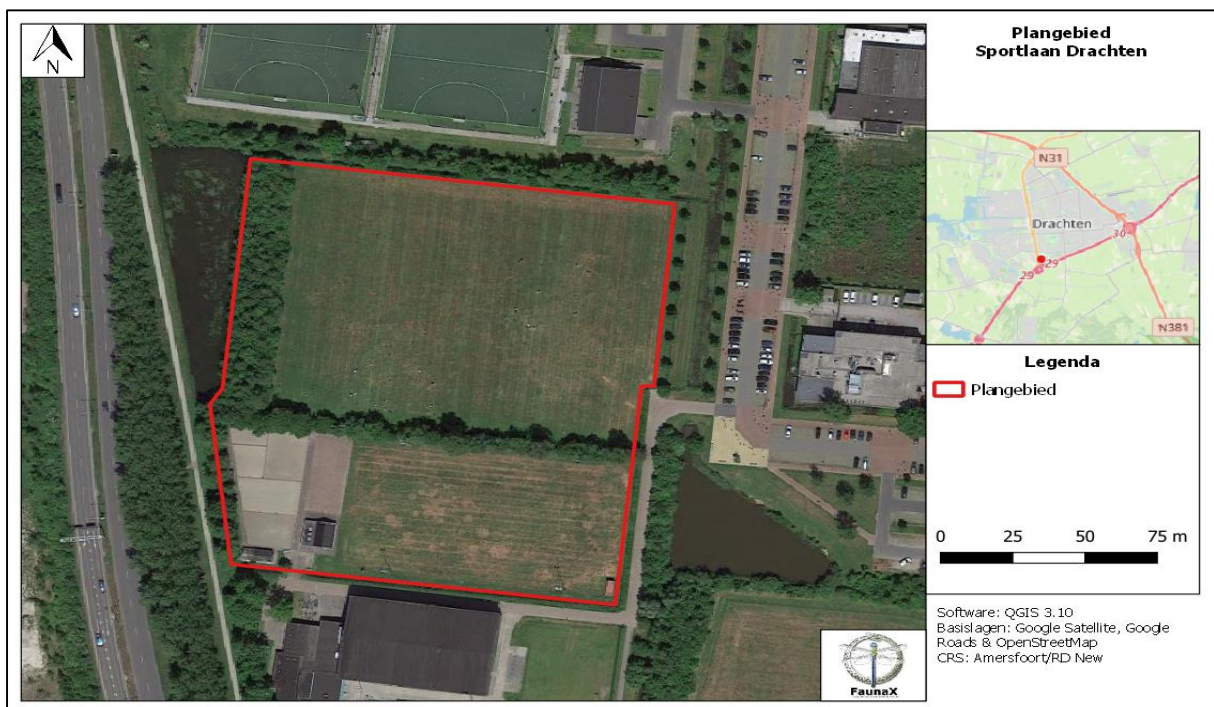 N
Plangebied
Sportlaan Drachten
N31
Drachten
30
29
29
N381
Legenda
Plangebied
0 25 50 75 m
Software: QGIS 3.10
Basislagen: Google Satellite, Google
Roads & OpenStreetMap
CRS: Amersfoort/RD New
FaunaX